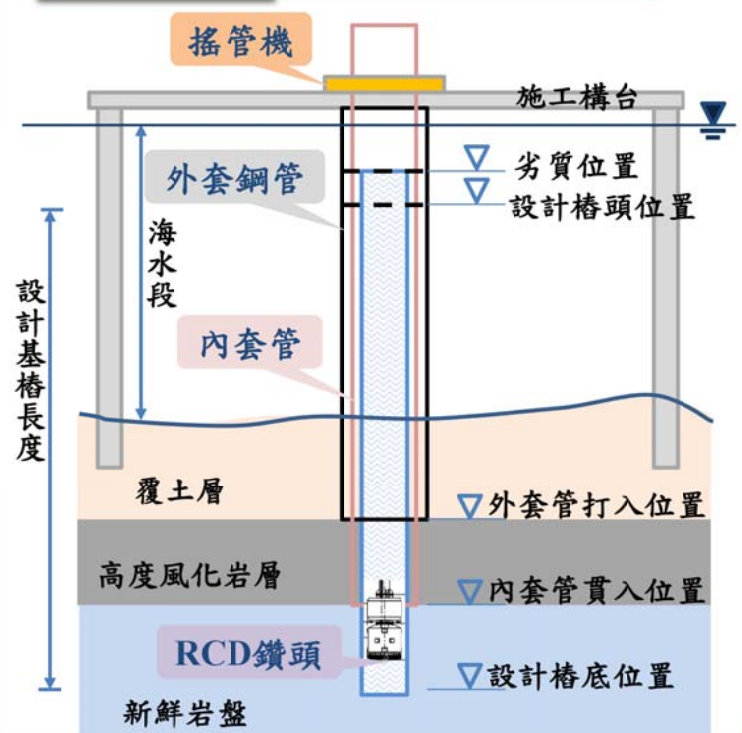 搖管機
施工構台
劣質位置
外套鋼管
設計樁頭位置
海水段
設計基樁長度
內套管
覆土層
外套管打入位置
高度風化岩層
內套管貫入位置
RCD鑽頭
設計樁底位置
新鮮岩盤